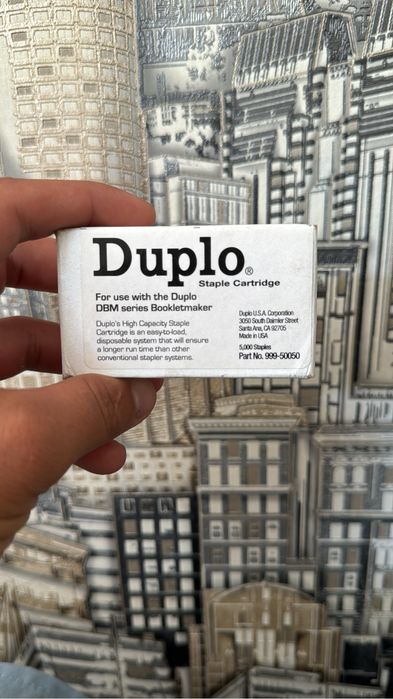 Duplo®
Staple Cartridge
For use with the Duplo
DBM series Bookletmaker
Duplo's High Capacity Staple
Cartridge is an easy-to-load,
disposable system that will ensure
a longer run time than other
conventional stapler systems.
Duplo U.S.A. Corporation
3050 South Daimler Street
Santa Ana, CA 92705
Made in USA
5,000 Staples
Part No. 999-50050